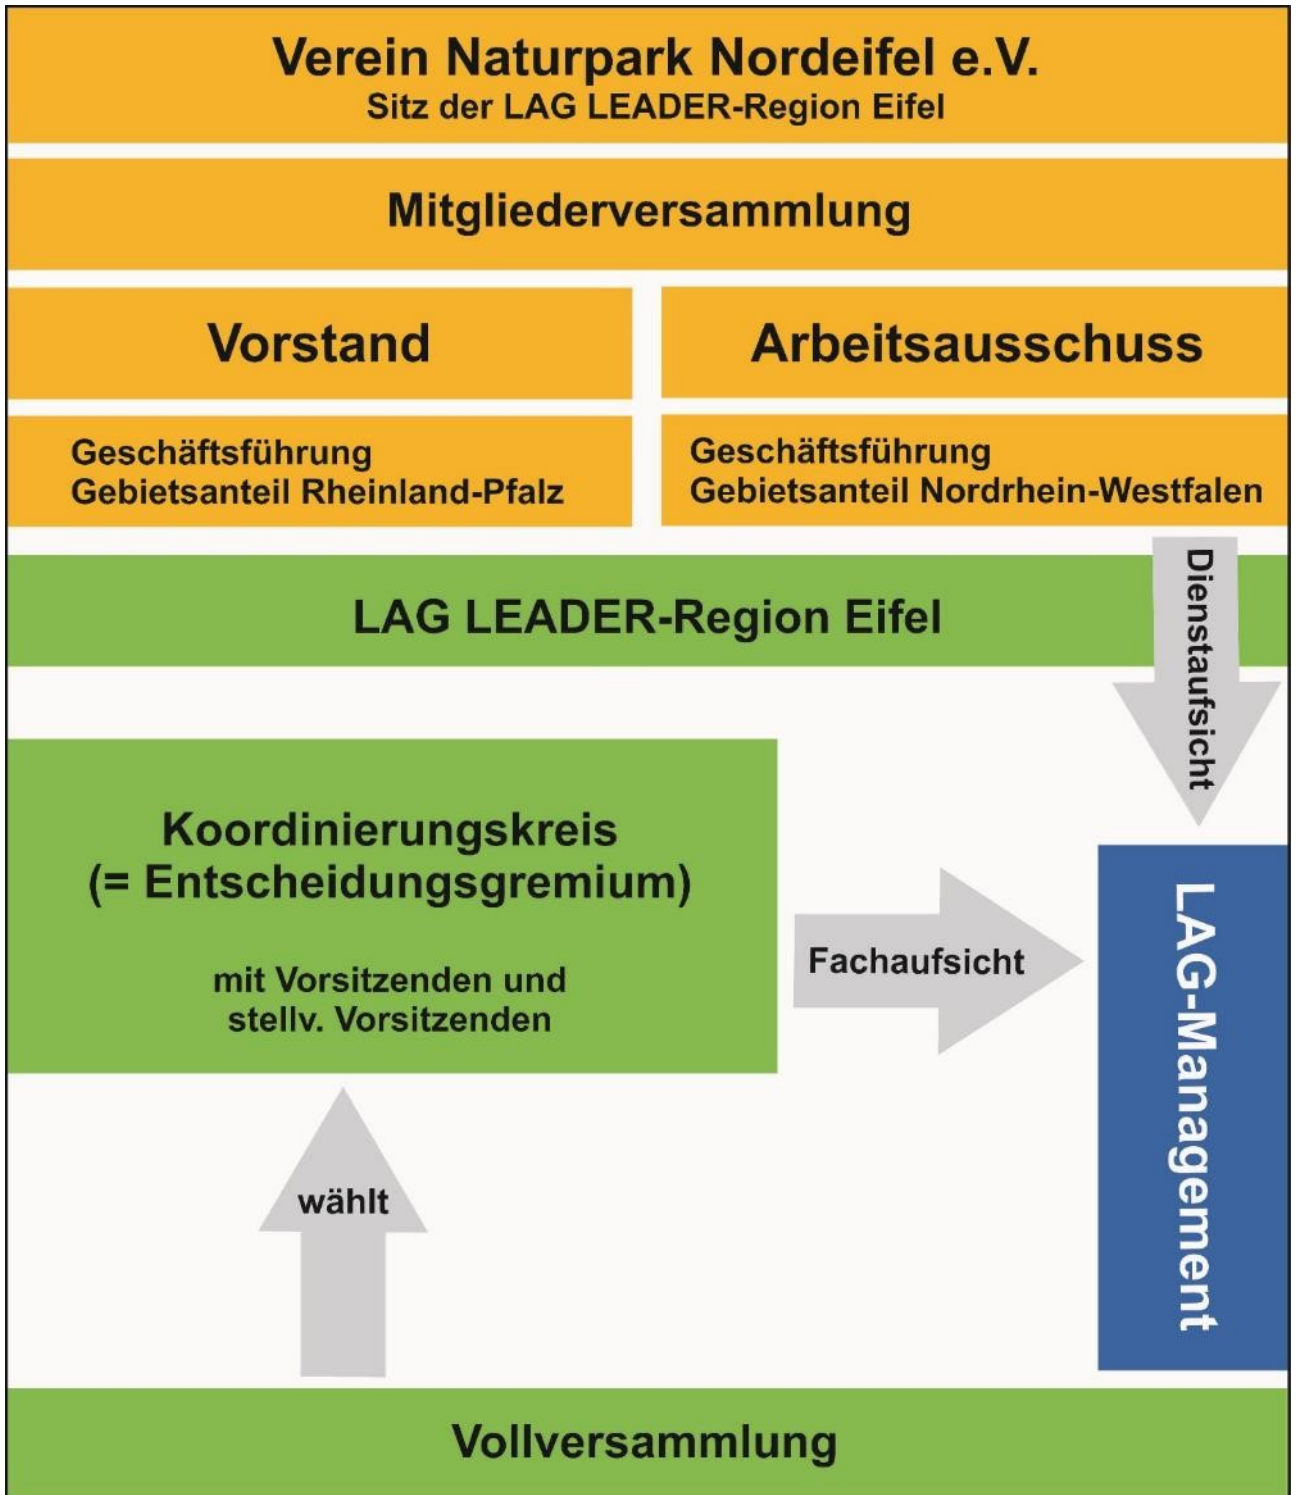 Verein Naturpark Nordeifel e.V.
Sitz der LAG LEADER-Region Eifel
Mitgliederversammlung
Vorstand
Arbeitsausschuss
Geschäftsführung
Gebietsanteil Rheinland-Pfalz
Geschäftsführung
Gebietsanteil Nordrhein-Westfalen
Dienstaufsicht
LAG LEADER-Region Eifel
Koordinierungskreis
(= Entscheidungsgremium)
mit Vorsitzenden und
stellv. Vorsitzenden
Fachaufsicht
LAG-Management
wählt
Vollversammlung